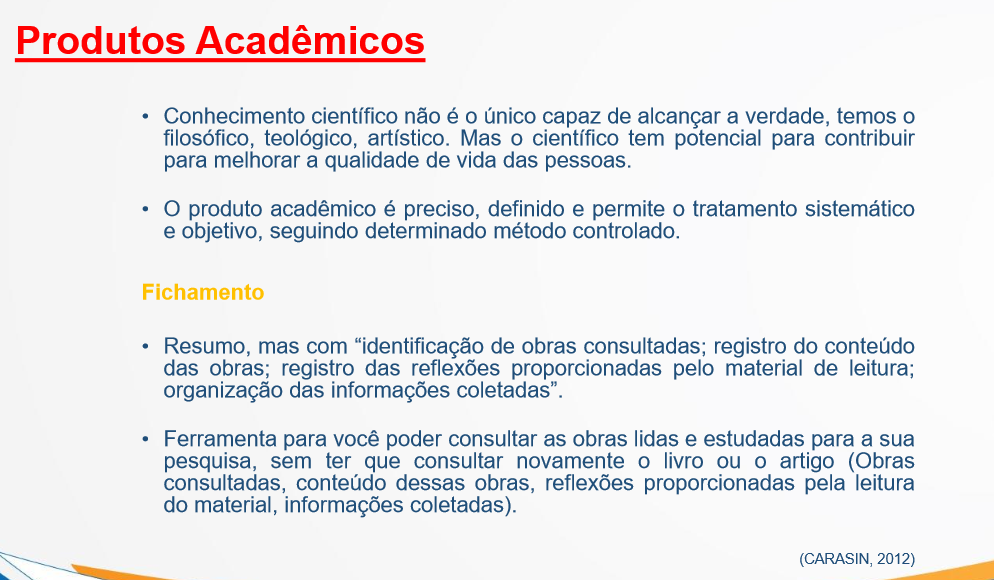 Produtos Acadêmicos
• Conhecimento científico não é o único capaz de alcançar a verdade, temos o
filosófico, teológico, artístico. Mas o científico tem potencial para contribuir
para melhorar a qualidade de vida das pessoas.
• O produto acadêmico é preciso, definido e permite o tratamento sistemático
e objetivo, seguindo determinado método controlado.
Fichamento
• Resumo, mas com “identificação de obras consultadas; registro do conteúdo
das obras; registro das reflexões proporcionadas pelo material de leitura;
organização das informações coletadas”.
• Ferramenta para você poder consultar as obras lidas e estudadas para a sua
pesquisa, sem ter que consultar novamente o livro ou o artigo (Obras
consultadas, conteúdo dessas obras, reflexões proporcionadas pela leitura
do material, informações coletadas).
(CARASIN, 2012)